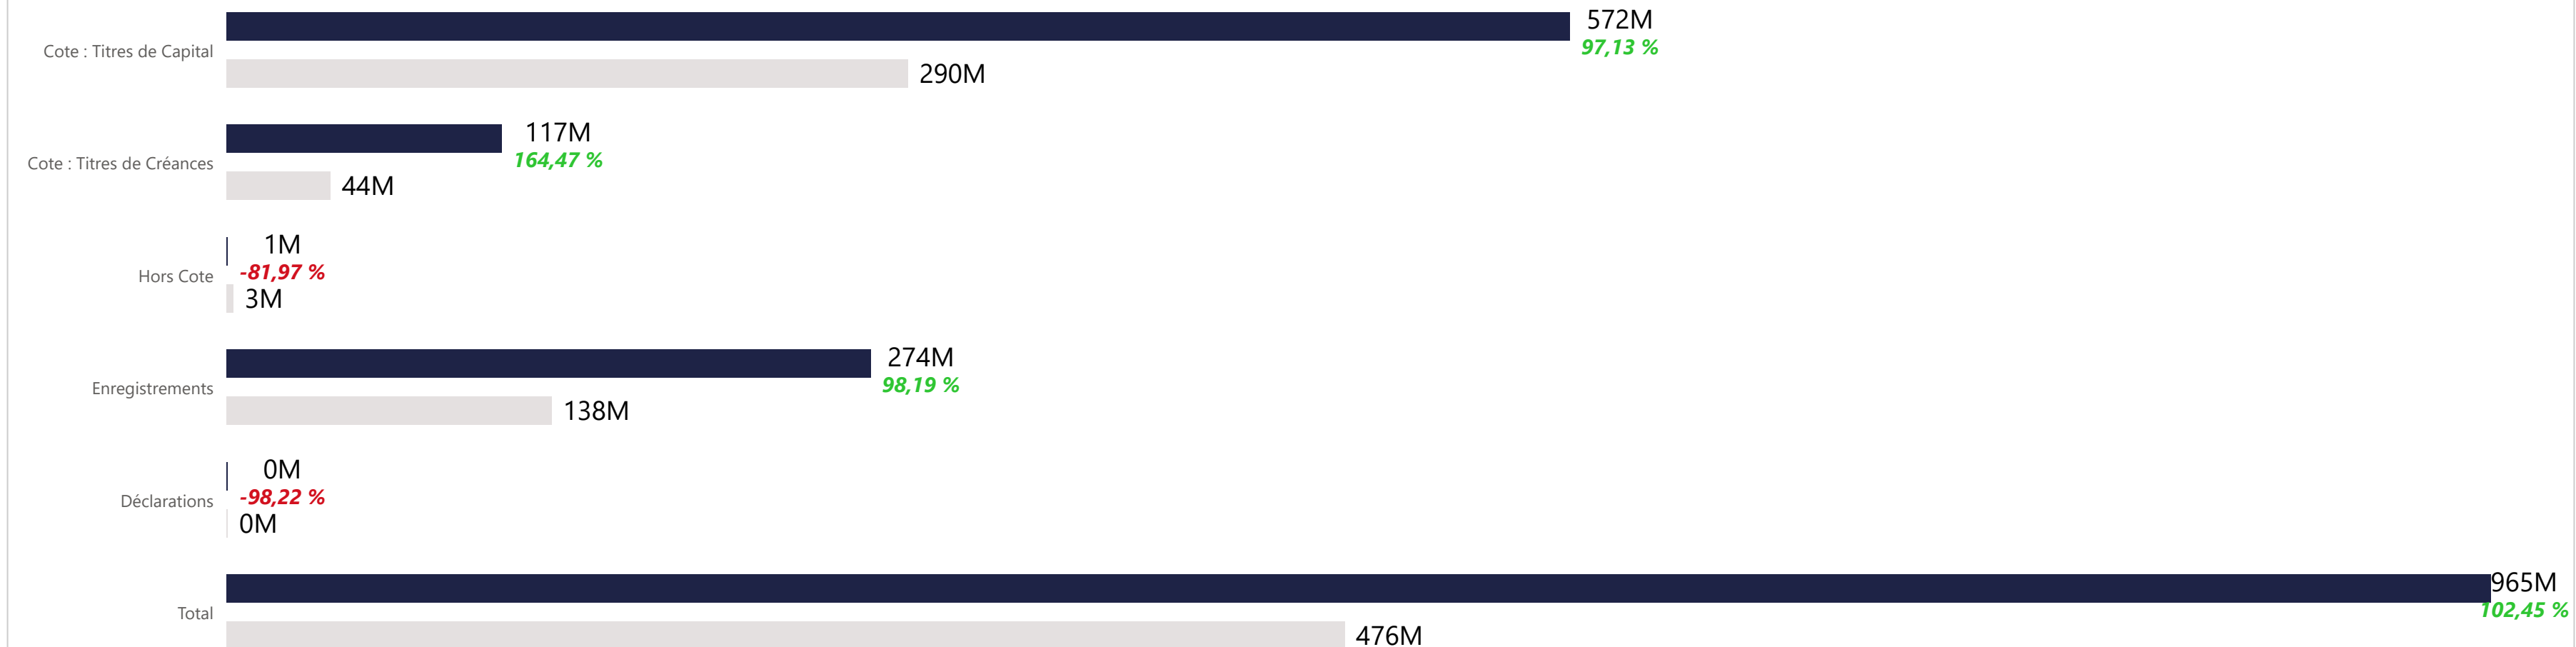 572M
97,13 %
Cote : Titres de Capital
290M
117M
164,47 %
Cote : Titres de Créances
44M
1M
-81,97 %
Hors Cote
3M
274M
98,19 %
Enregistrements
138M
0M
-98,22 %
Déclarations
0M
965M
102,45 %
Total
476M